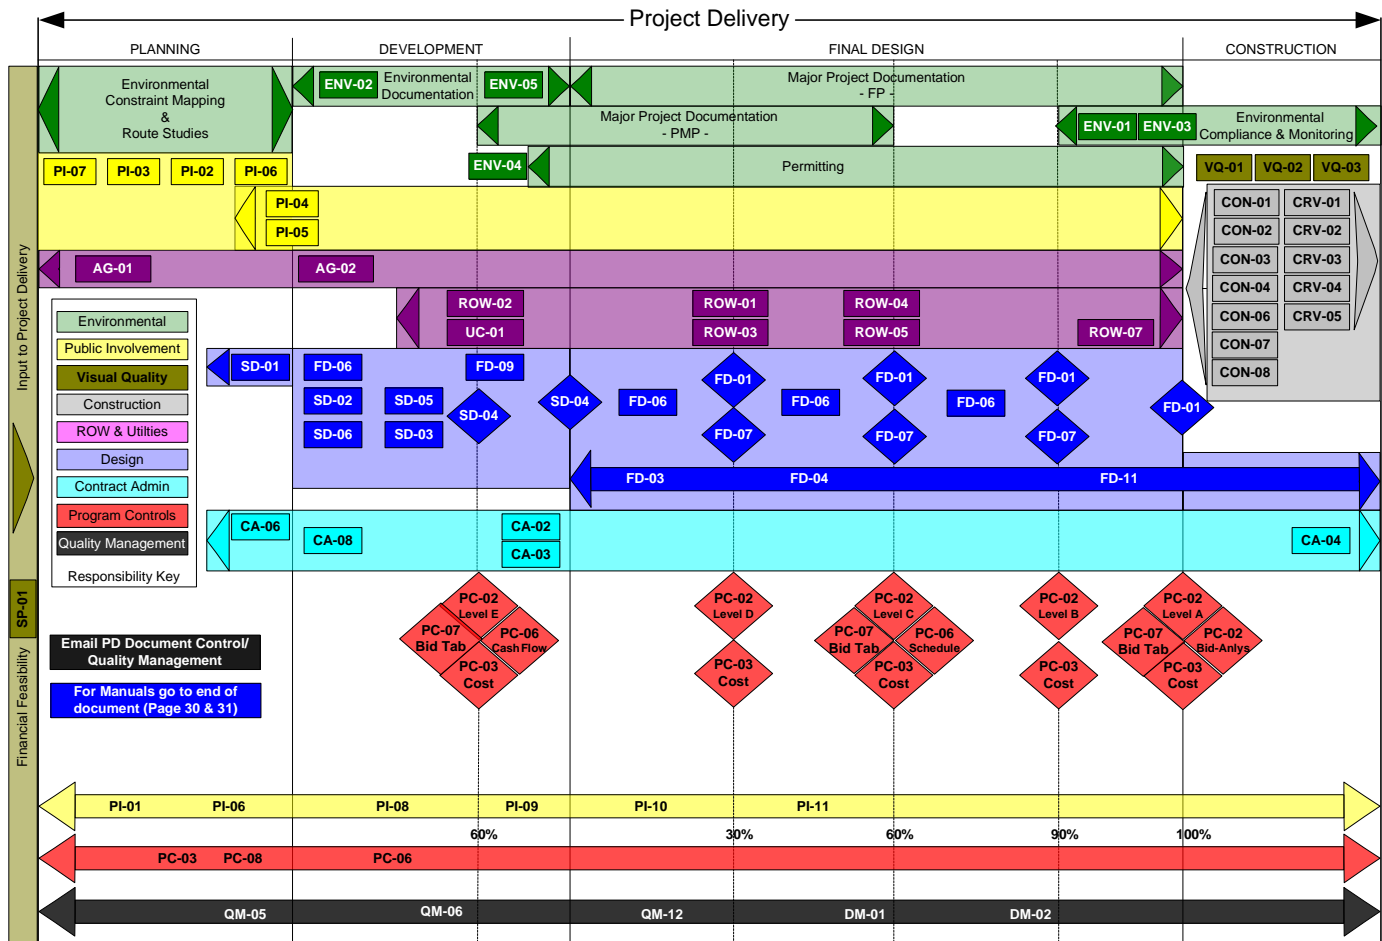 Project Delivery
PLANNING
DEVELOPMENT
FINAL DESIGN
CONSTRUCTION
Input to Project Delivery
SP-01
Financial Feasibility
Environmental
Constraint Mapping
&
Route Studies
ENV-02
Environmental
Documentation
ENV-05
Major Project Documentation
- FP -
Major Project Documentation
- PMP -
ENV-01
ENV-03
Environmental
Compliance & Monitoring
ENV-04
Permitting
PI-07
PI-03
PI-02
PI-06
VQ-01
VQ-02
VQ-03
PI-04
PI-05
CON-01
CRV-01
CON-02
CRV-02
CON-03
CRV-03
CON-04
CRV-04
CON-06
CRV-05
CON-07
CON-08
AG-01
AG-02
ROW-02
ROW-01
ROW-04
UC-01
ROW-03
ROW-05
ROW-07
Environmental
Public Involvement
Visual Quality
Construction
ROW & Utilties
Design
Contract Admin
Program Controls
Quality Management
Responsibility Key
SD-01
FD-06
FD-09
SD-02
SD-05
SD-06
SD-03
SD-04
SD-04
FD-06
FD-01
FD-07
FD-06
FD-01
FD-07
FD-06
FD-01
FD-07
FD-01
FD-03
FD-04
FD-11
CA-06
CA-08
CA-02
CA-03
CA-04
PC-02
Level E
PC-07
Bid Tab
PC-06
Cash Flow
PC-03
Cost
PC-02
Level D
PC-03
Cost
PC-02
Level C
PC-07
Bid Tab
PC-06
Schedule
PC-03
Cost
PC-02
Level B
PC-03
Cost
PC-02
Level A
PC-07
Bid Tab
PC-02
Bid-Anlys
PC-03
Cost
Email PD Document Control/
Quality Management
For Manuals go to end of
document (Page 30 & 31)
PI-01
PI-06
PI-08
PI-09
PI-10
PI-11
60%
30%
60%
90%
100%
PC-03
PC-08
PC-06
QM-05
QM-06
QM-12
DM-01
DM-02